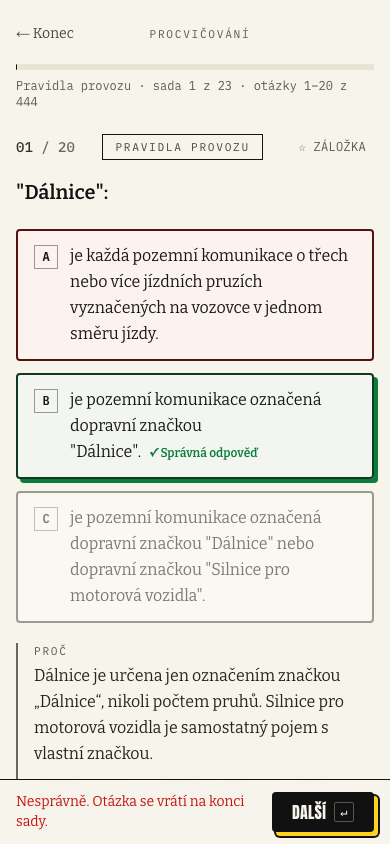 ← Konec
PROCVIČOVÁNÍ
Pravidla provozu · sada 1 z 23 · otázky 1–20 z
444
01 / 20
PRAVIDLA PROVOZU
☆ ZÁLOŽKA
"Dálnice":
A
je každá pozemní komunikace o třech
nebo více jízdních pruzích
vyznačených na vozovce v jednom
směru jízdy.
B
je pozemní komunikace označená
dopravní značkou
"Dálnice". ✓ Správná odpověď
C
je pozemní komunikace označená
dopravní značkou "Dálnice" nebo
dopravní značkou "Silnice pro
motorová vozidla".
PROČ
Dálnice je určena jen označením značkou
„Dálnice“, nikoli počtem pruhů. Silnice pro
motorová vozidla je samostatný pojem s
vlastní značkou.
Nesprávně. Otázka se vrátí na konci
sady.
DALŠÍ ↵